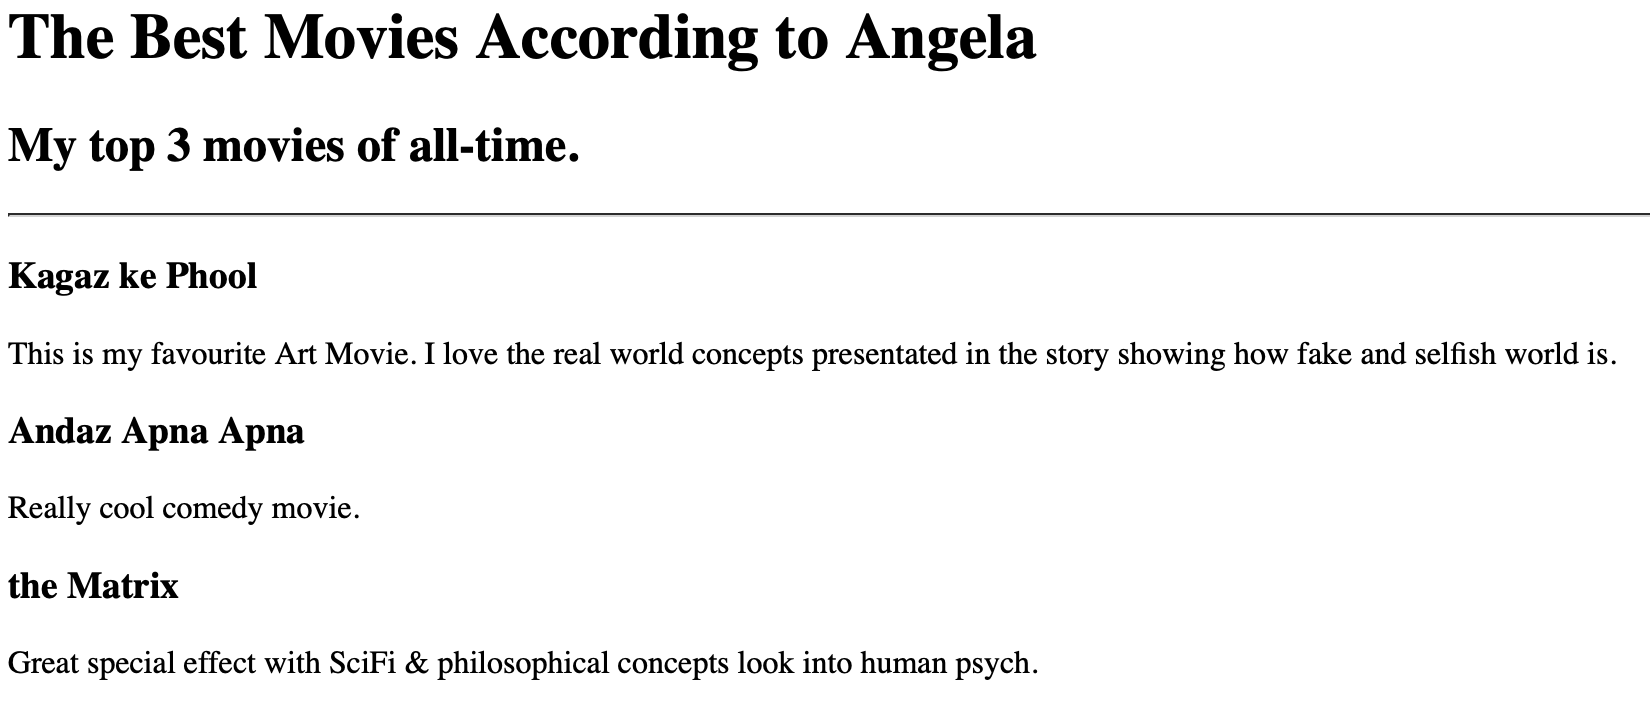 The Best Movies According to Angela
My top 3 movies of all-time.
Kagaz ke Phool
This is my favourite Art Movie. I love the real world concepts presentated in the story showing how fake and selfish world is.
Andaz Apna Apna
Really cool comedy movie.
the Matrix
Great special effect with SciFi & philosophical concepts look into human psych.